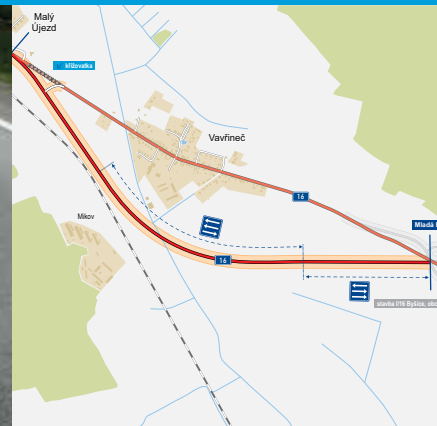 Malý
Újezd
křižovatka
Vavřineč
16
Mladá
Mikov
16
stavba I/16 Byšice, obc